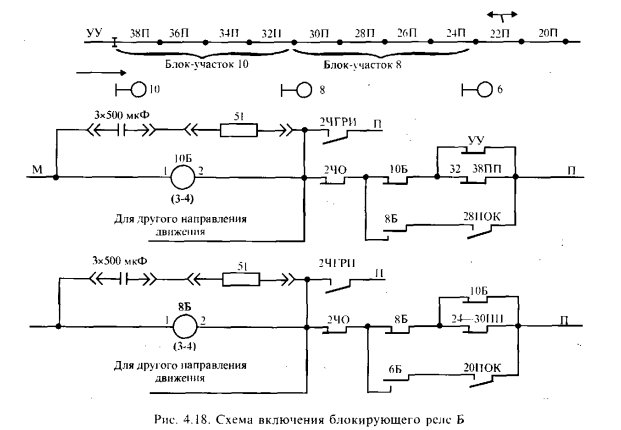 УУ 38П 36П 34П 32П 30П 28П 26П 24П 22П 20П
Блок-участок 10 Блок-участок 8
10 8 6
3×500 мкФ 51 2ЧГРИ П
УУ
М 1 10Б 2 2ЧО 10Б 32 38ПП П
(3-4)
Для другого направления
движения
8Б 28ПОК
3×500 мкФ 51 2ЧГРИ П
10Б
1 8Б 2 2ЧО 8Б 24—30ПП П
(3-4)
Для другого направления
движения
6Б 20ПОК
Рис. 4.18. Схема включения блокирующего реле Б